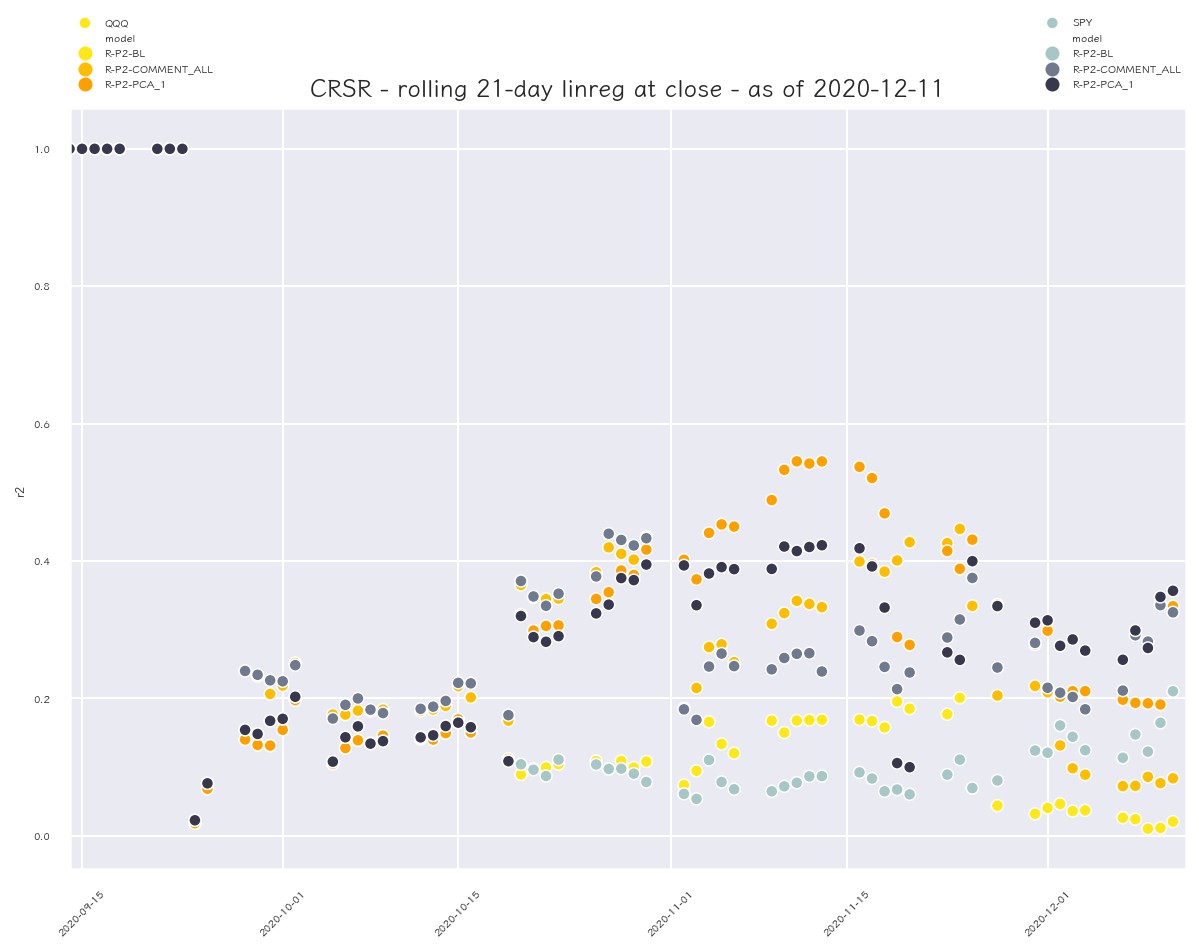 QQQ
model
R-P2-BL
R-P2-COMMENT_ALL
R-P2-PCA_1
SPY
model
R-P2-BL
R-P2-COMMENT_ALL
R-P2-PCA_1
CRSR - rolling 21-day linreg at close - as of 2020-12-11
1.0
0.8
0.6
0.4
0.2
0.0
r2
2020-09-15
2020-10-01
2020-10-15
2020-11-01
2020-11-15
2020-12-01